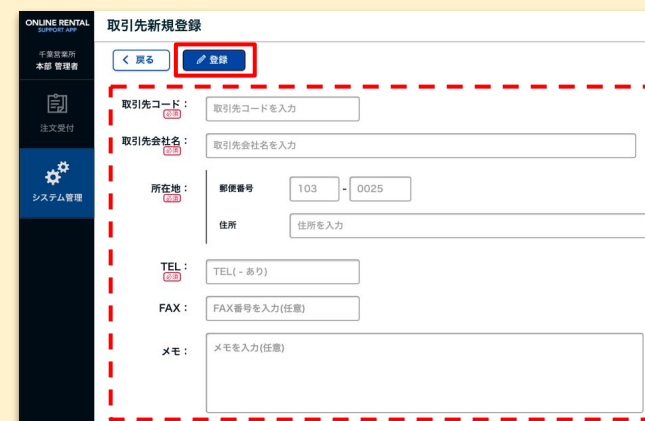 ONLINE RENTAL
SUPPORT APP
千葉営業所
本部 管理者
注文受付
システム管理
取引先新規登録
戻る
登録
取引先コード：
必須
取引先コードを入力
取引先会社名：
必須
取引先会社名を入力
所在地：
必須
郵便番号
103 - 0025
住所
住所を入力
TEL：
必須
TEL( - あり)
FAX：
FAX番号を入力(任意)
メモ：
メモを入力(任意)